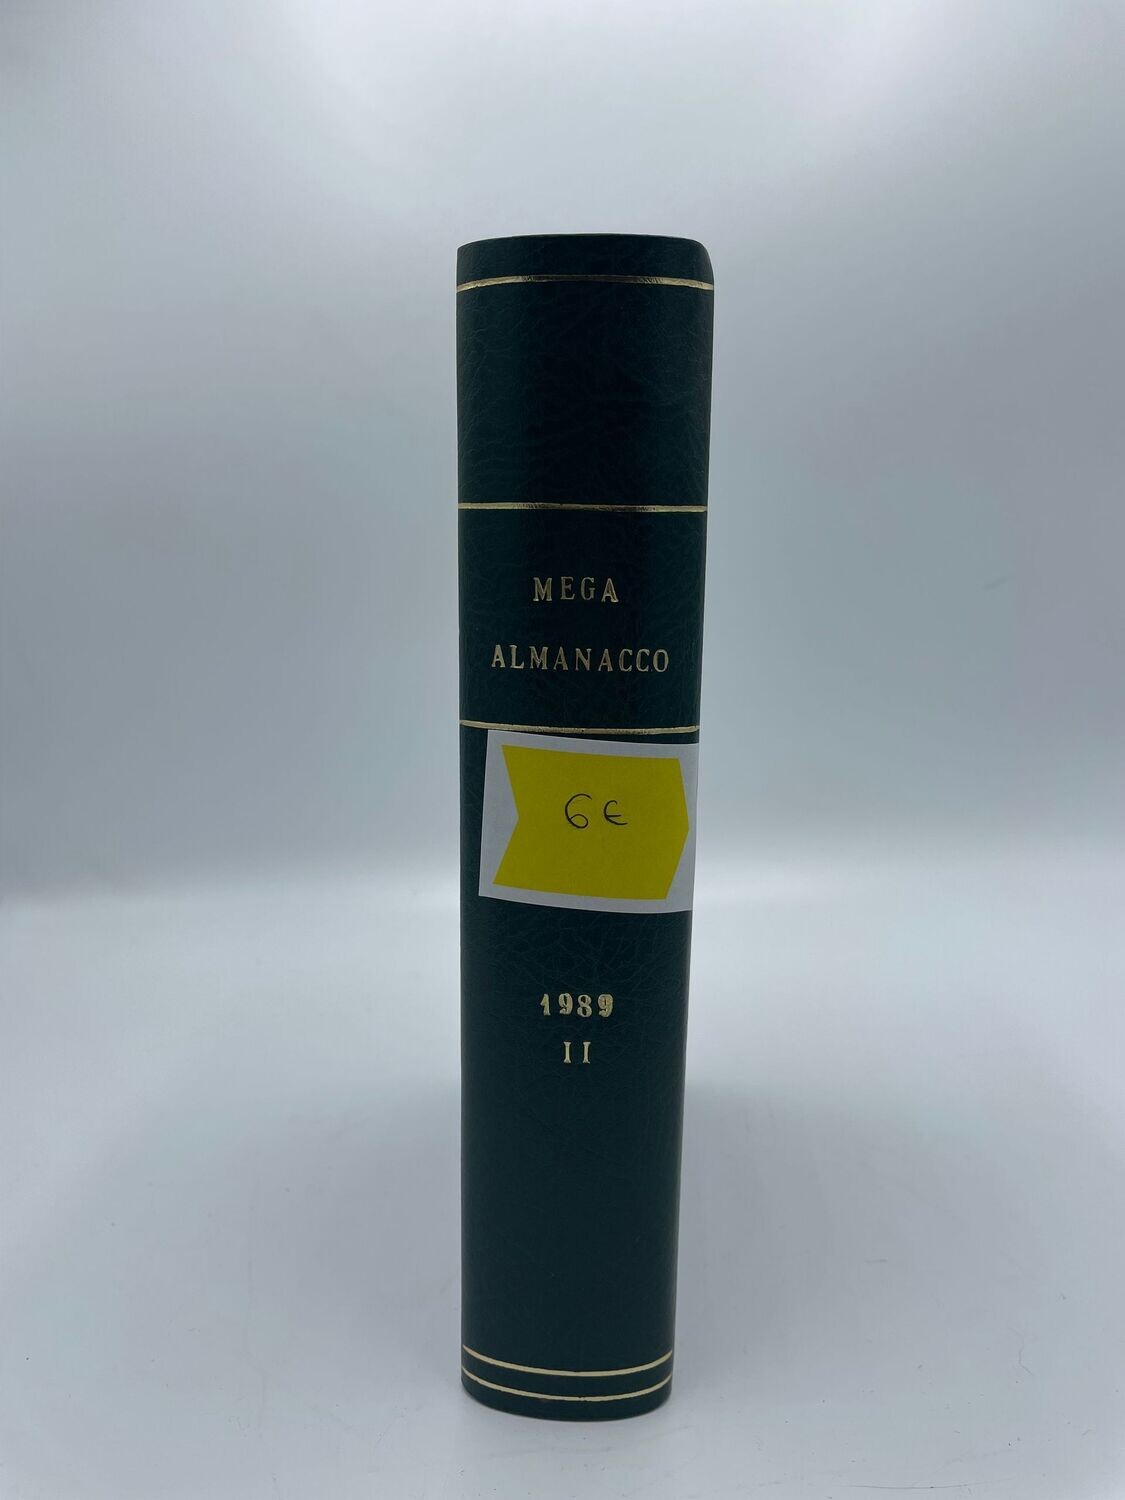 MEGA
ALMANACCO
6€
1989
II